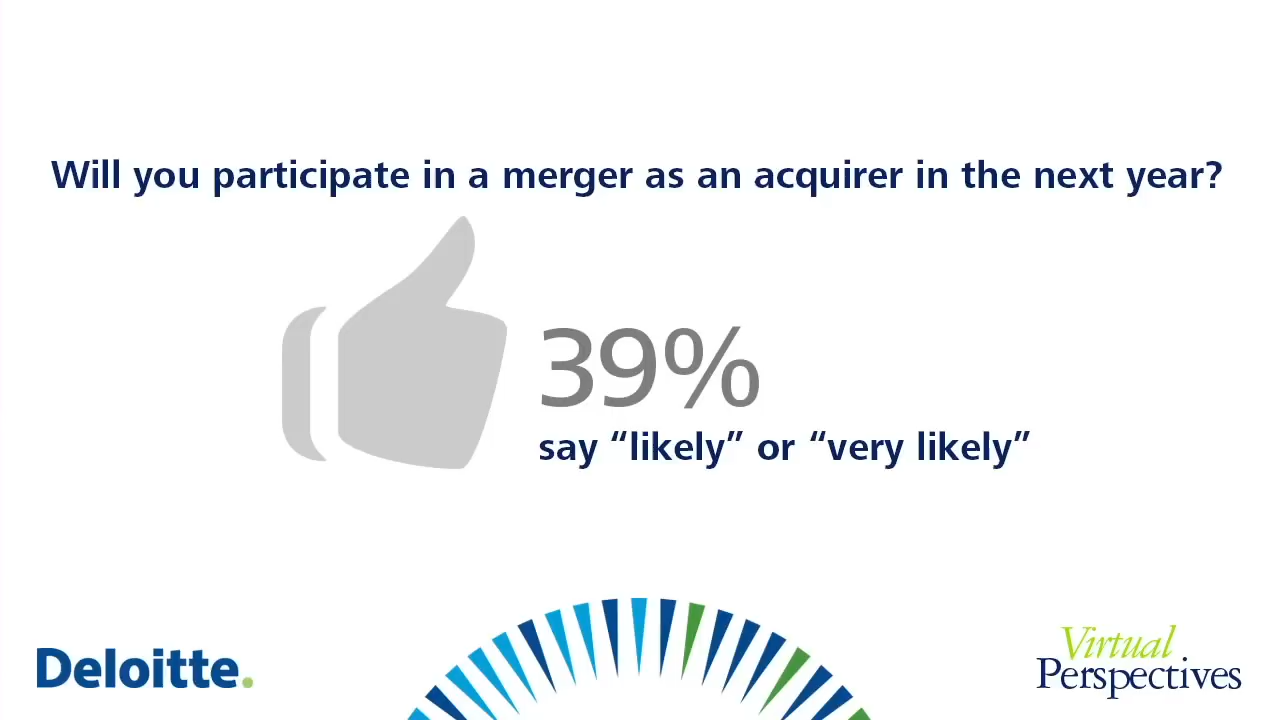 Will you participate in a merger as an acquirer in the next year?
39%
say “likely” or “very likely”
Deloitte.
Virtual
Perspectives